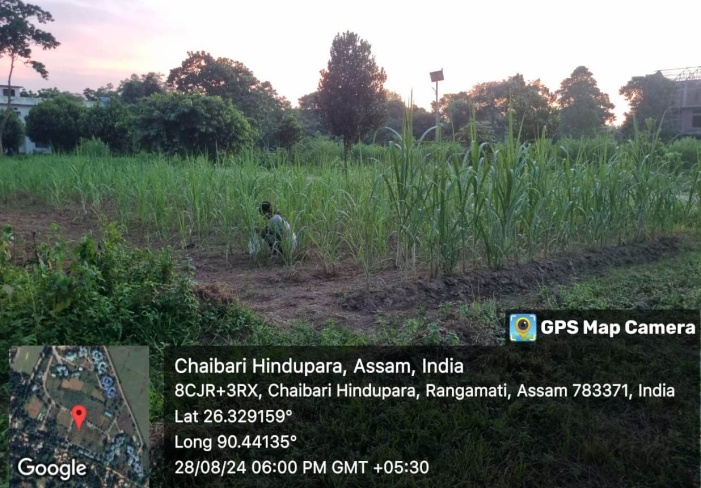 GPS Map Camera
Chaibari Hindupara, Assam, India
8CJR+3RX, Chaibari Hindupara, Rangamati, Assam 783371, India
Lat 26.329159°
Long 90.44135°
28/08/24 06:00 PM GMT +05:30
Google